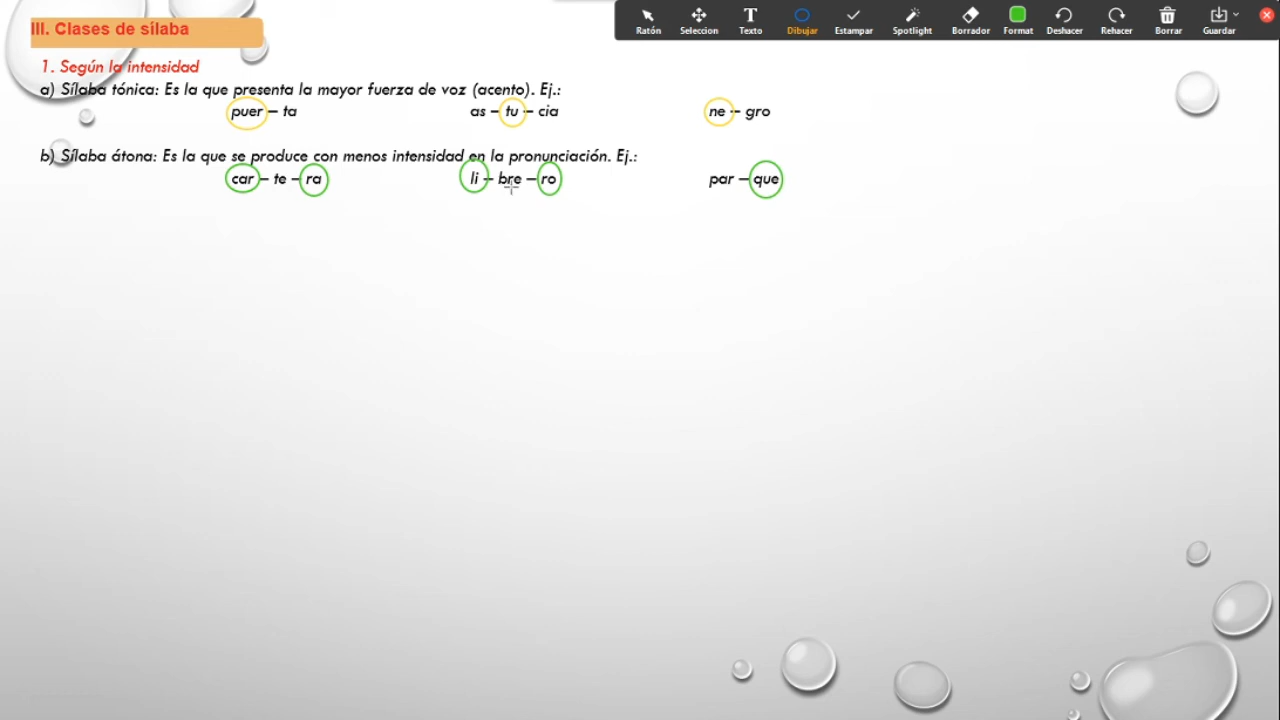 III. Clases de sílaba
Ratón Seleccion Texto Dibujar Estampar Spotlight Borrador Format Deshacer Rehacer Borrar Guardar
1. Según la intensidad
a) Sílaba tónica: Es la que presenta la mayor fuerza de voz (acento). Ej.:
puer – ta as – tu – cia ne – gro
b) Sílaba átona: Es la que se produce con menos intensidad en la pronunciación. Ej.:
car – te – ra li – bre – ro par – que